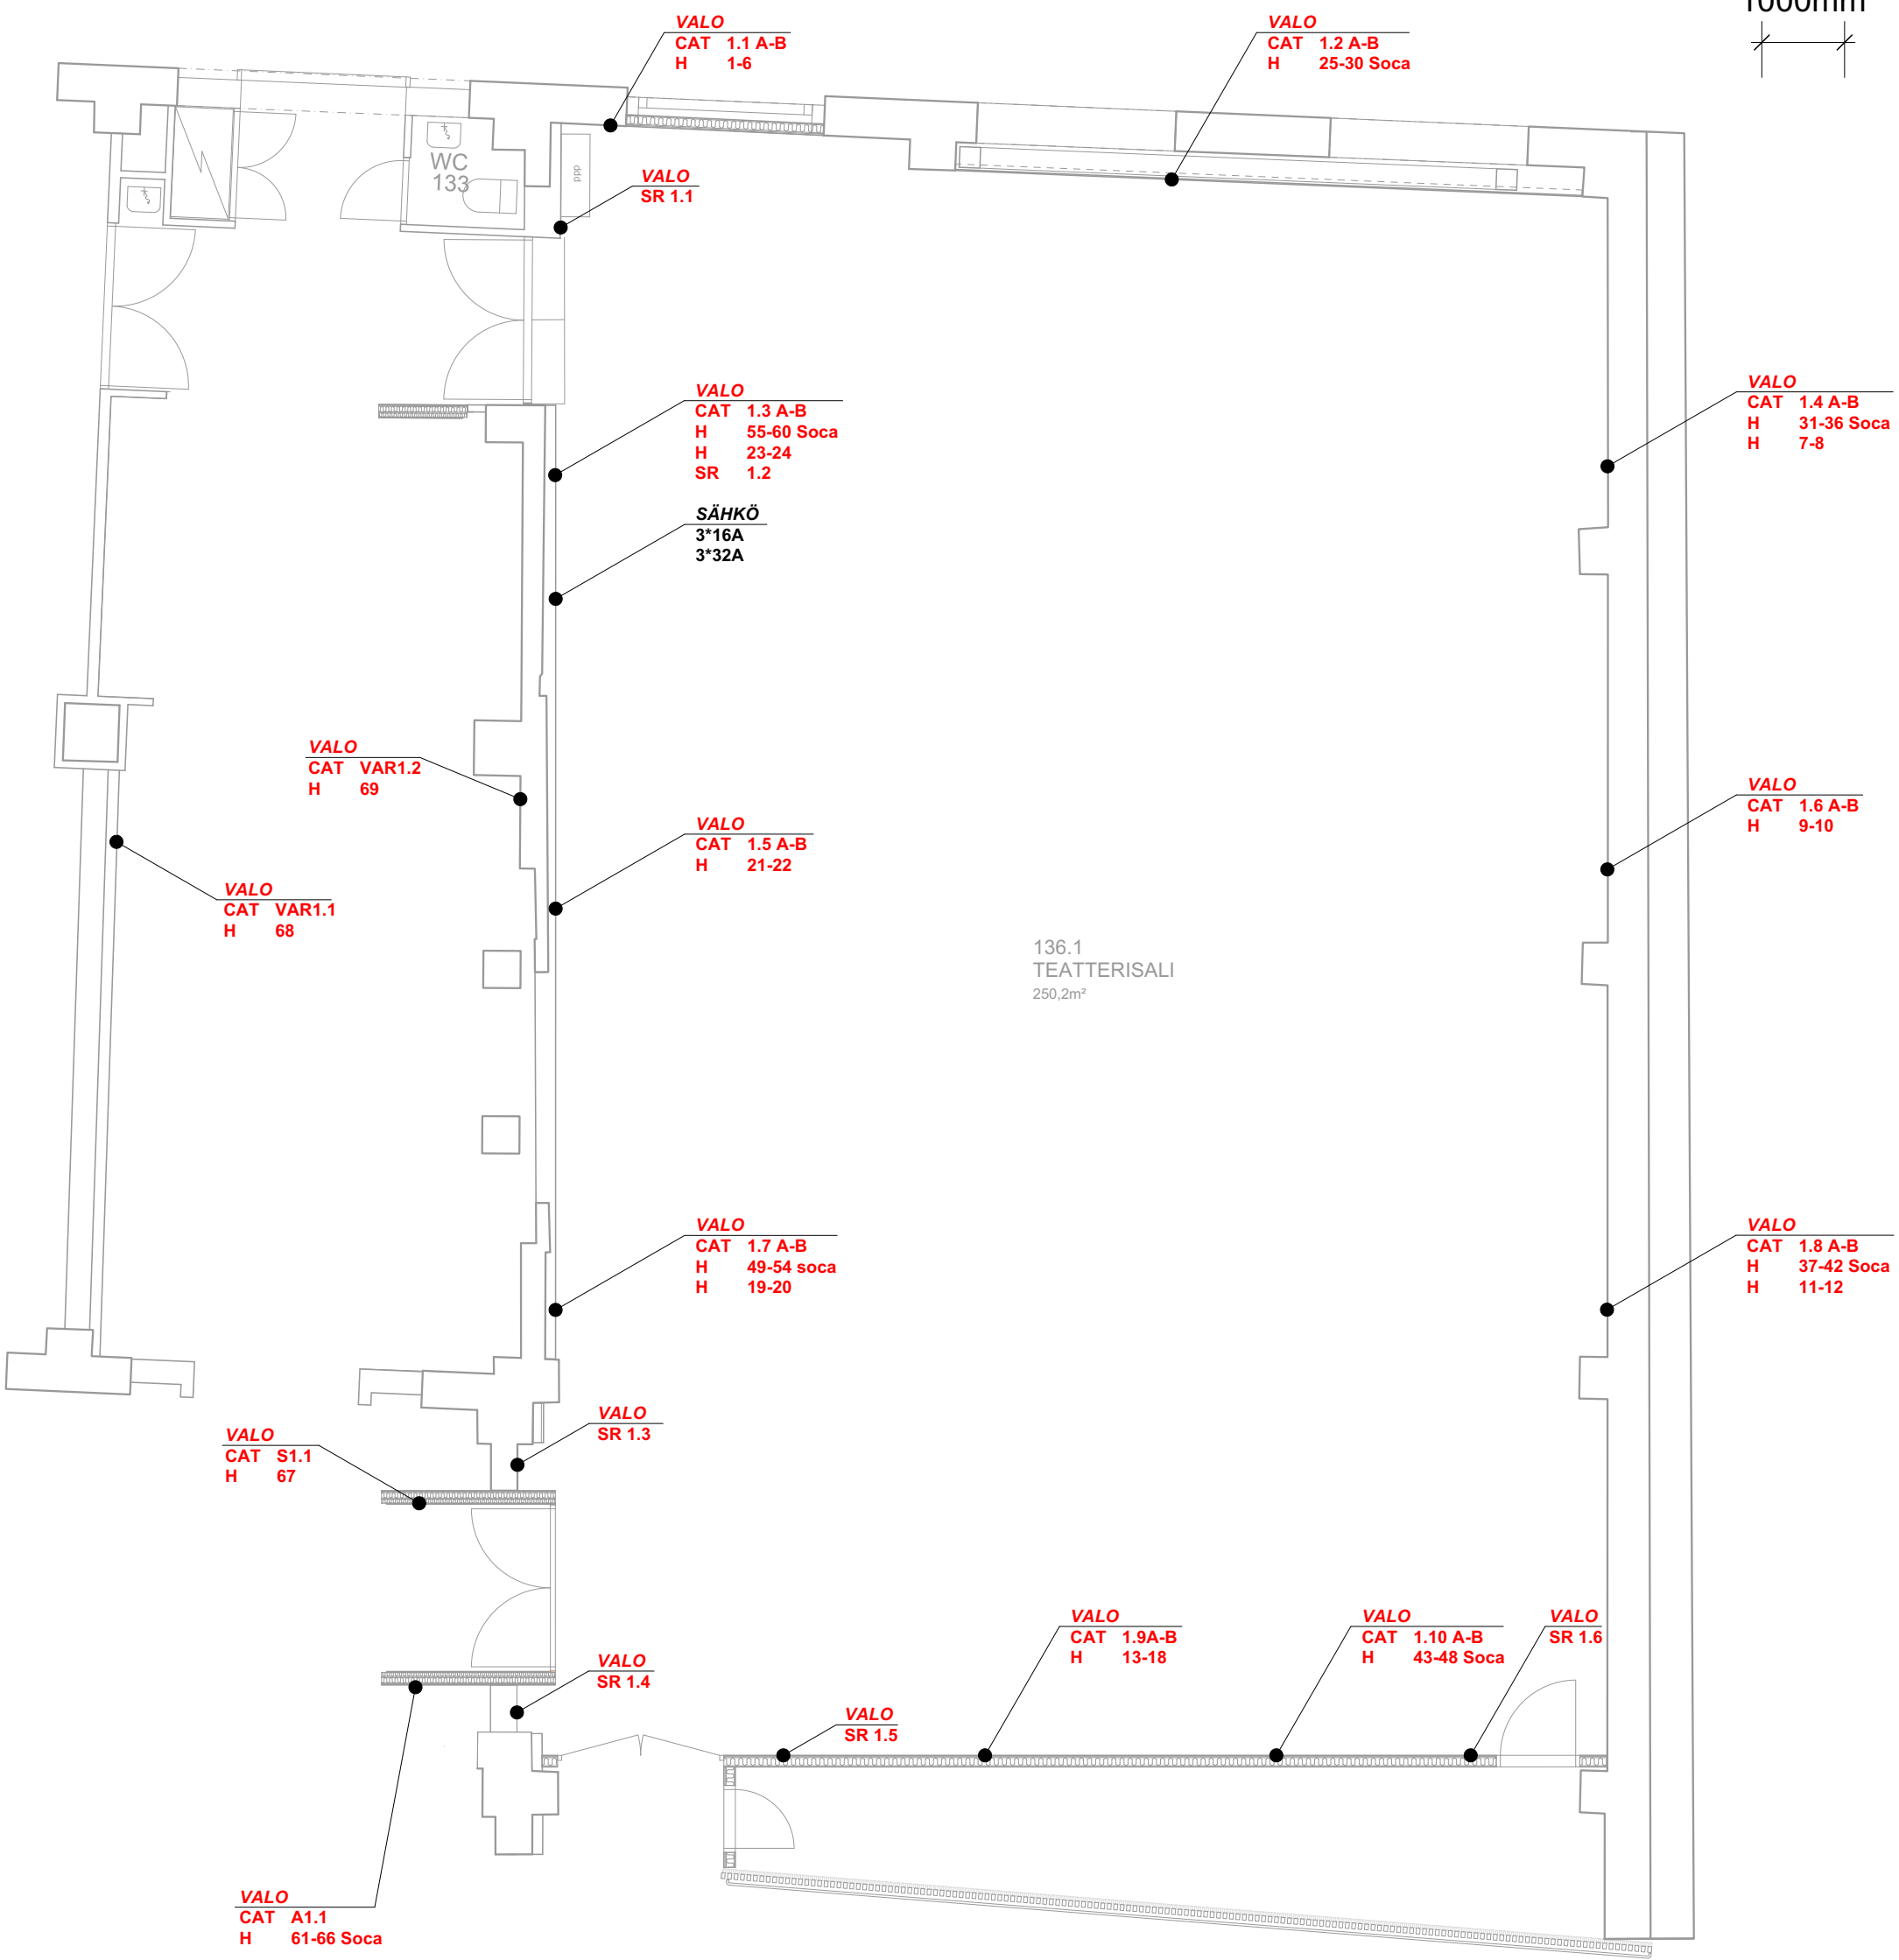 1000mm
VALO
CAT 1.1 A-B
H 1-6
VALO
CAT 1.2 A-B
H 25-30 Soca
WC
133
ppp
VALO
SR 1.1
VALO
CAT 1.3 A-B
H 55-60 Soca
H 23-24
SR 1.2
VALO
CAT 1.4 A-B
H 31-36 Soca
H 7-8
SÄHKÖ
3*16A
3*32A
VALO
CAT VAR1.2
H 69
VALO
CAT 1.6 A-B
H 9-10
VALO
CAT 1.5 A-B
H 21-22
VALO
CAT VAR1.1
H 68
136.1
TEATTERISALI
250,2m²
VALO
CAT 1.7 A-B
H 49-54 soca
H 19-20
VALO
CAT 1.8 A-B
H 37-42 Soca
H 11-12
VALO
SR 1.3
VALO
CAT S1.1
H 67
VALO
CAT 1.9A-B
H 13-18
VALO
CAT 1.10 A-B
H 43-48 Soca
VALO
SR 1.6
VALO
SR 1.4
VALO
SR 1.5
VALO
CAT A1.1
H 61-66 Soca